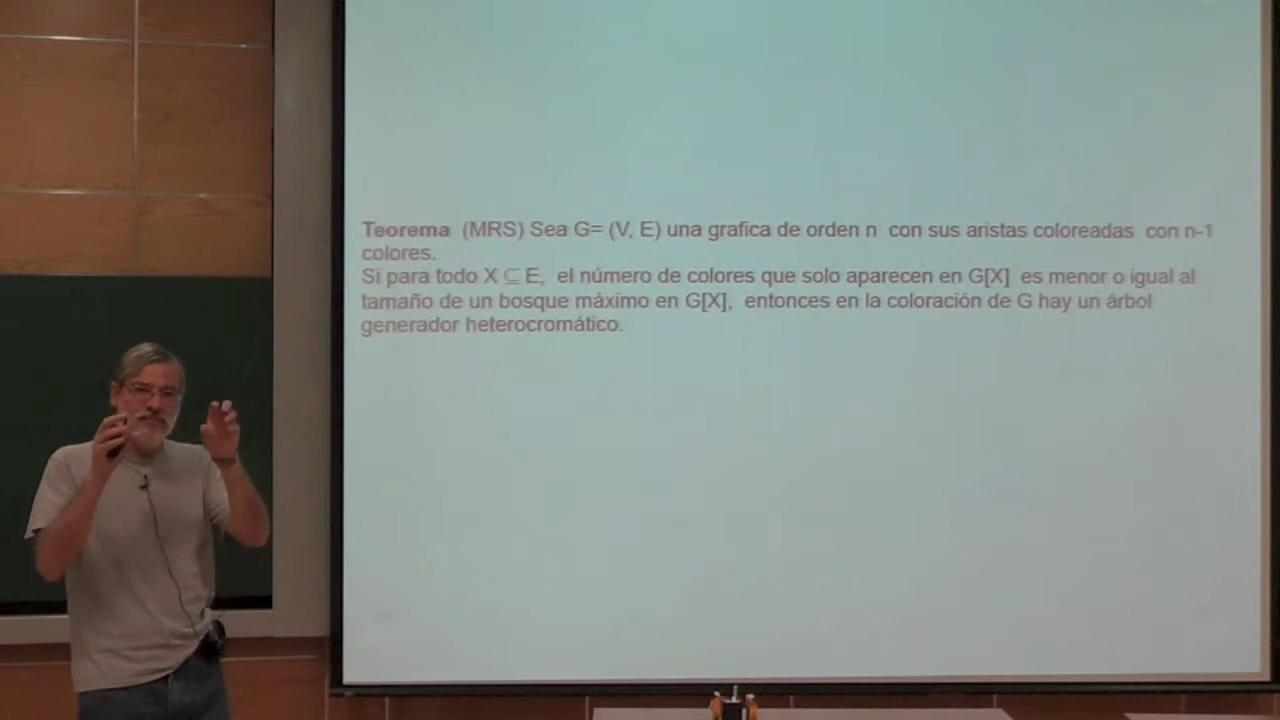 Teorema (MRS) Sea G= (V, E) una grafica de orden n con sus aristas coloreadas con n-1
colores.
Si para todo X ⊆ E, el número de colores que solo aparecen en G[X] es menor o igual al
tamaño de un bosque máximo en G[X], entonces en la coloración de G hay un árbol
generador heterocromático.